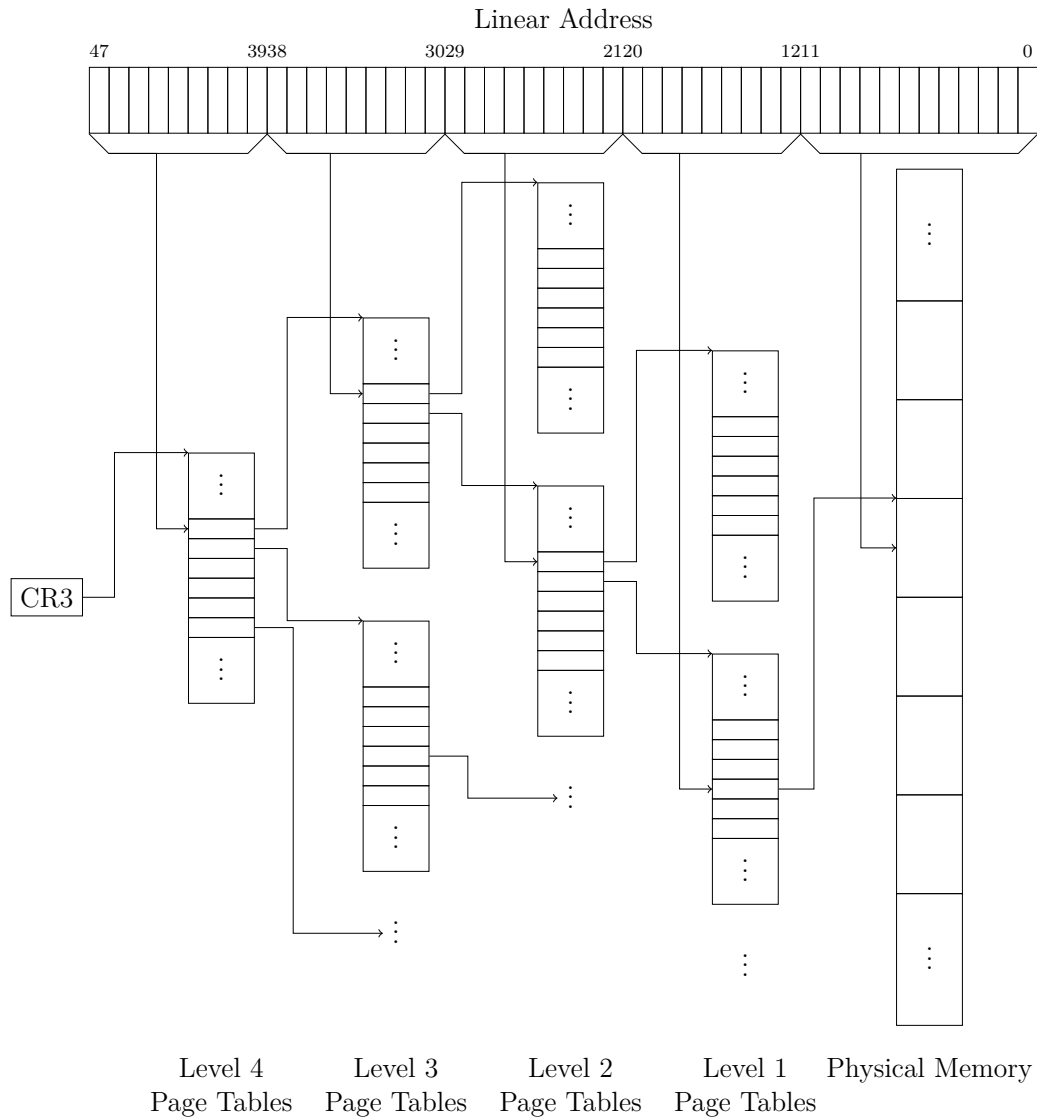 Linear Address
47 3938 3029 2120 1211 0
CR3
Level 4 Level 3 Level 2 Level 1 Physical Memory
Page Tables Page Tables Page Tables Page Tables